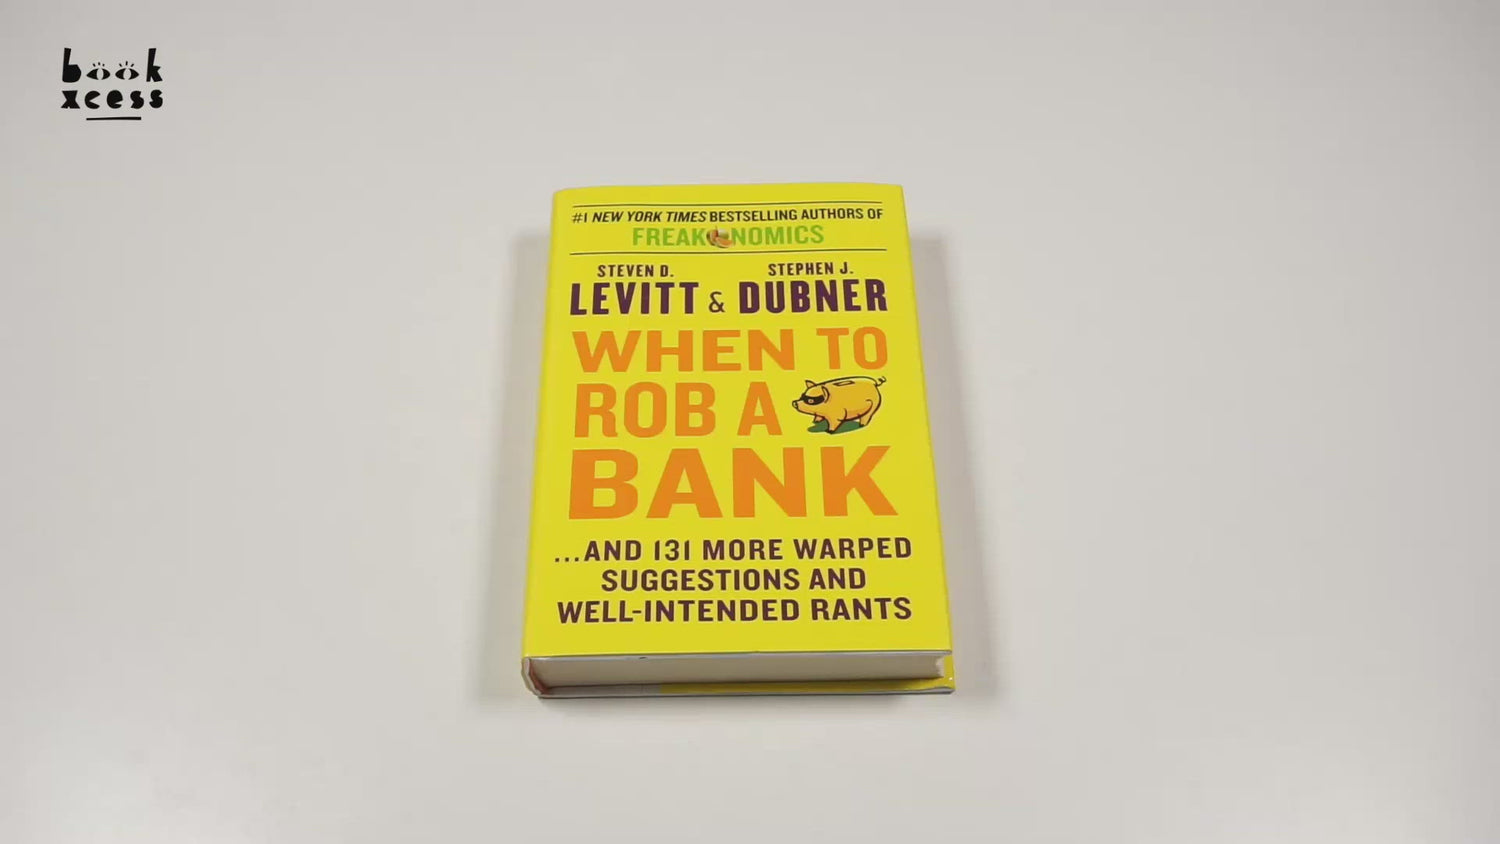 book
xcess
#1 NEW YORK TIMES BESTSELLING AUTHORS OF
FREAKONOMICS
STEVEN D. STEPHEN J.
LEVITT & DUBNER
WHEN TO
ROB A
BANK
...AND 131 MORE WARPED
SUGGESTIONS AND
WELL-INTENDED RANTS